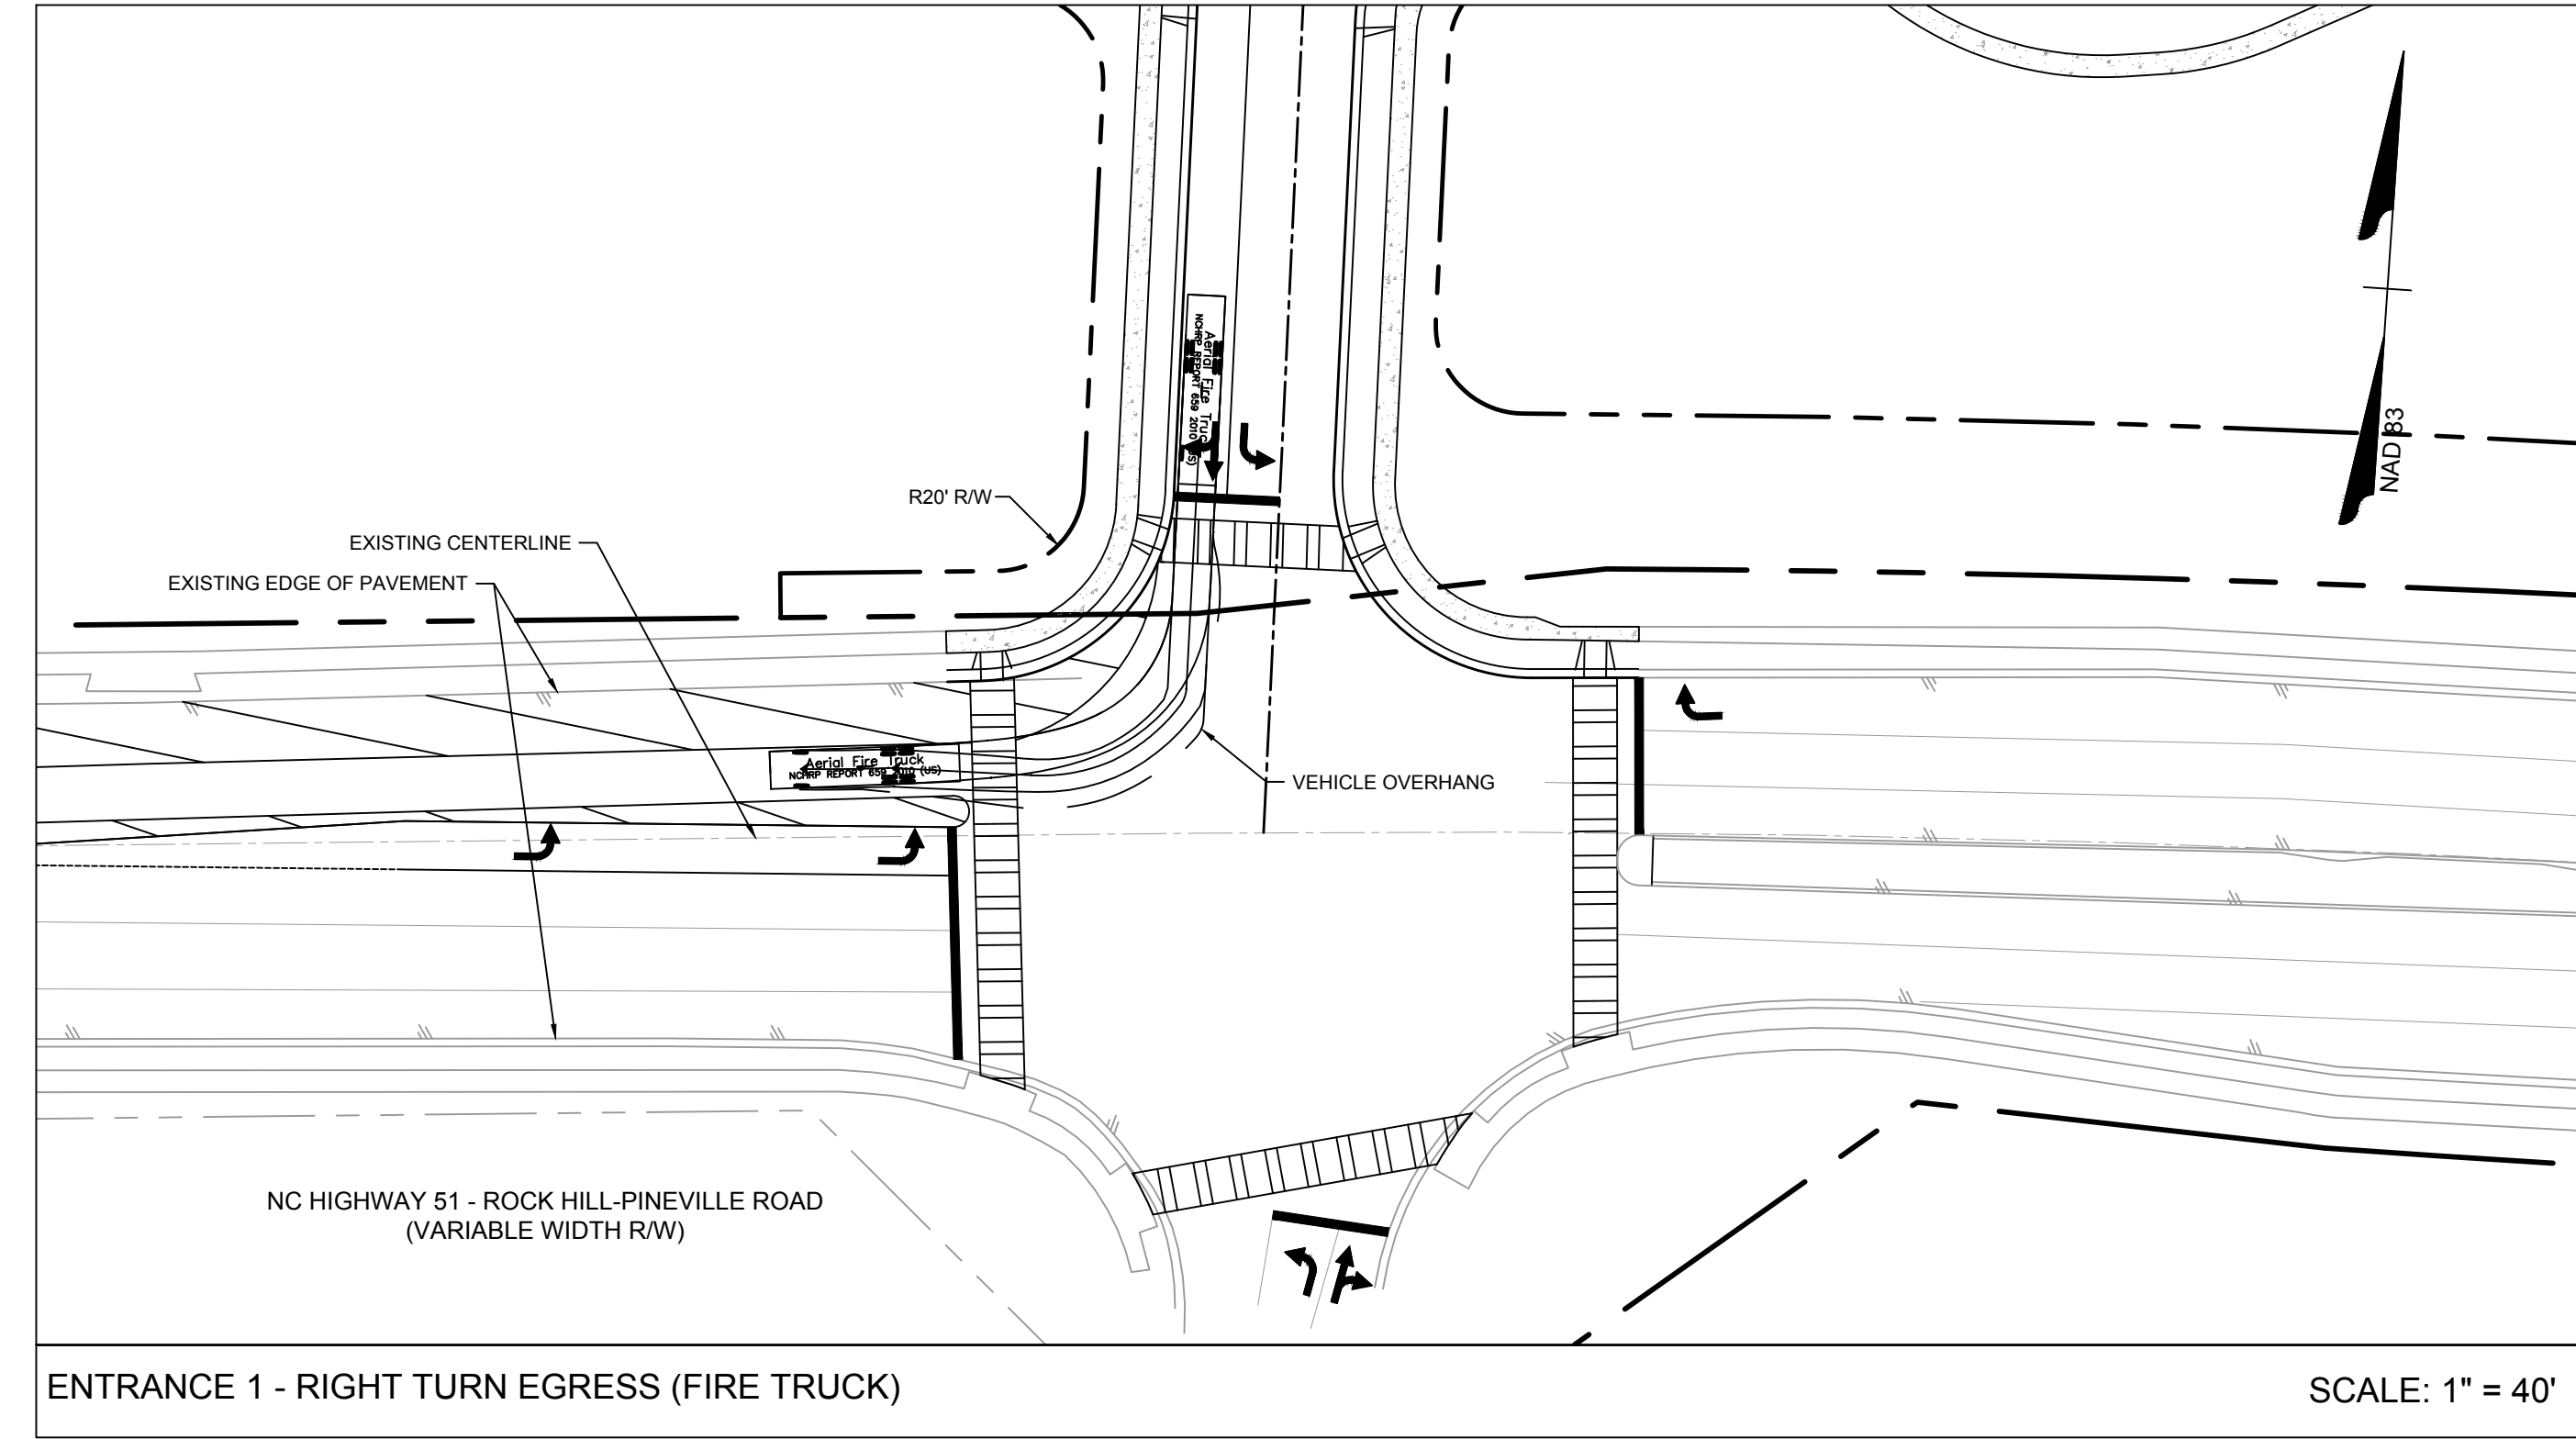 NAD 83
Aerial Fire Truck
NCHRP REPORT 659 2010 (US)
R20' R/W
EXISTING CENTERLINE
EXISTING EDGE OF PAVEMENT
Aerial Fire Truck
NCHRP REPORT 659 2010 (US)
VEHICLE OVERHANG
NC HIGHWAY 51 - ROCK HILL-PINEVILLE ROAD
(VARIABLE WIDTH R/W)
ENTRANCE 1 - RIGHT TURN EGRESS (FIRE TRUCK)
SCALE: 1" = 40'